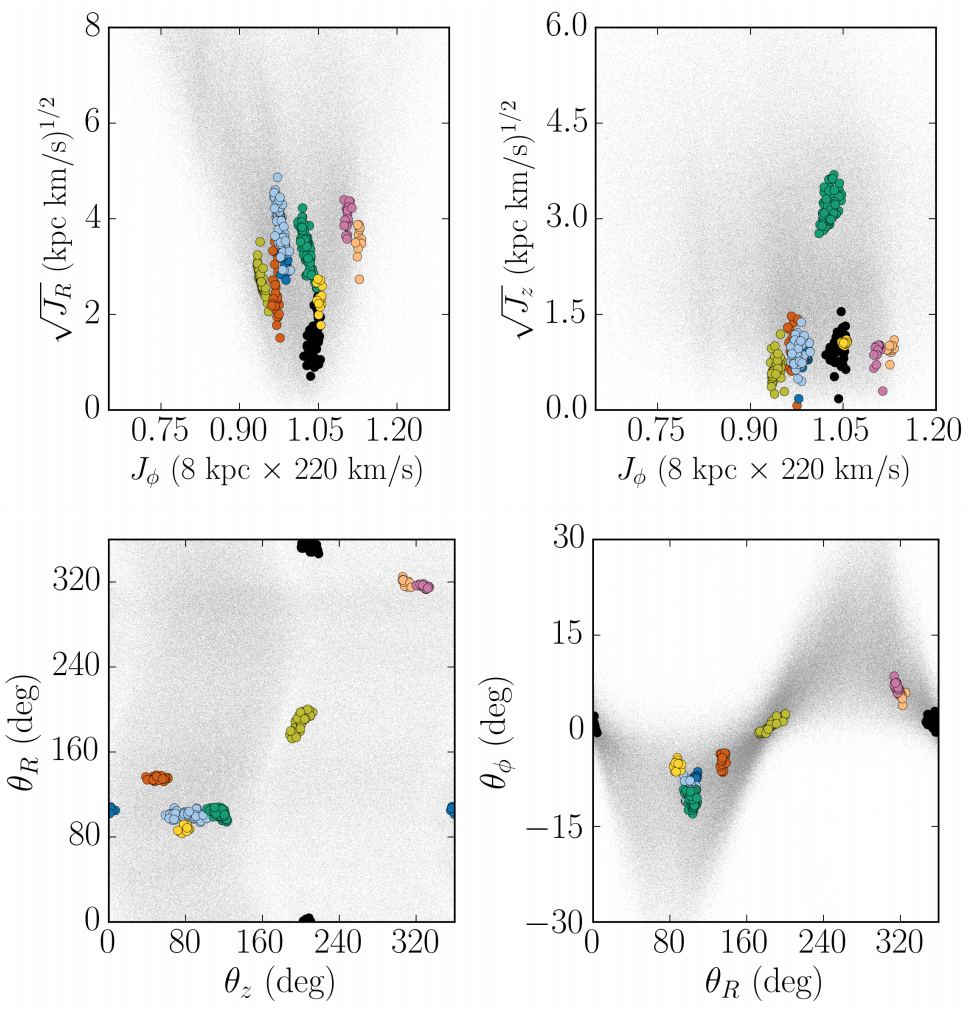 8
6
4
2
0
√J_R (kpc km/s)^1/2
0.75 0.90 1.05 1.20
J_ϕ (8 kpc × 220 km/s)
6.0
4.5
3.0
1.5
0.0
√J_z (kpc km/s)^1/2
0.75 0.90 1.05 1.20
J_ϕ (8 kpc × 220 km/s)
320
240
160
80
0
θ_R (deg)
0 80 160 240 320
θ_z (deg)
30
15
0
−15
−30
θ_ϕ (deg)
0 80 160 240 320
θ_R (deg)